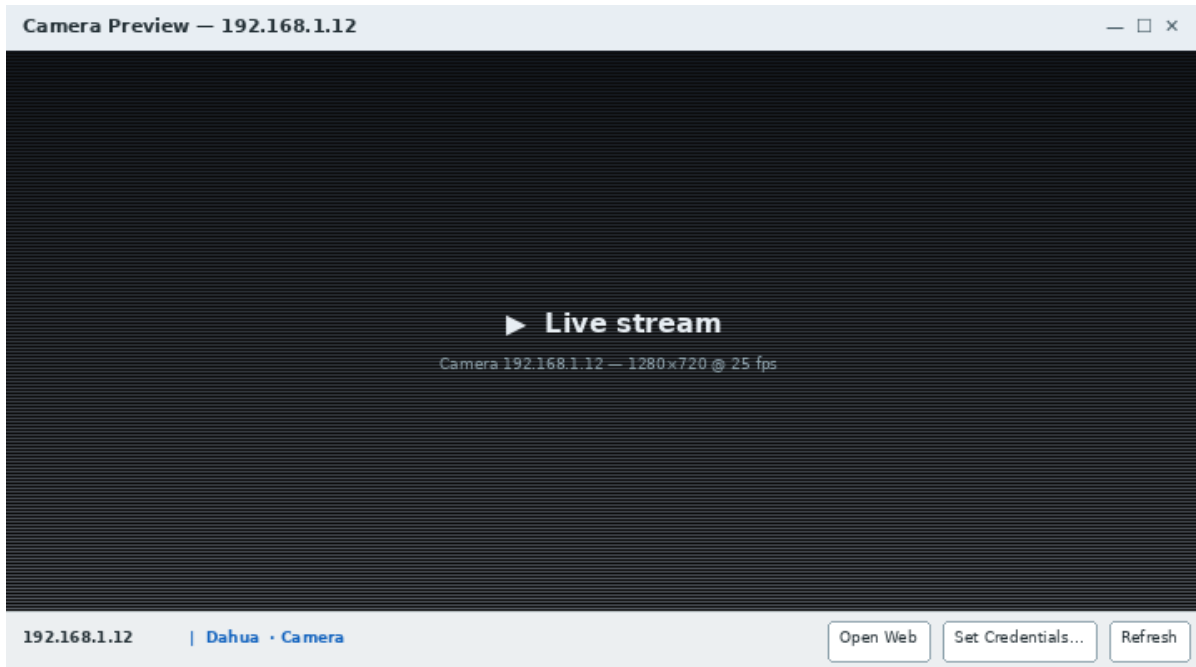 Camera Preview — 192.168.1.12
▶ Live stream
Camera 192.168.1.12 — 1280×720 @ 25 fps
192.168.1.12 | Dahua · Camera Open Web Set Credentials... Refresh